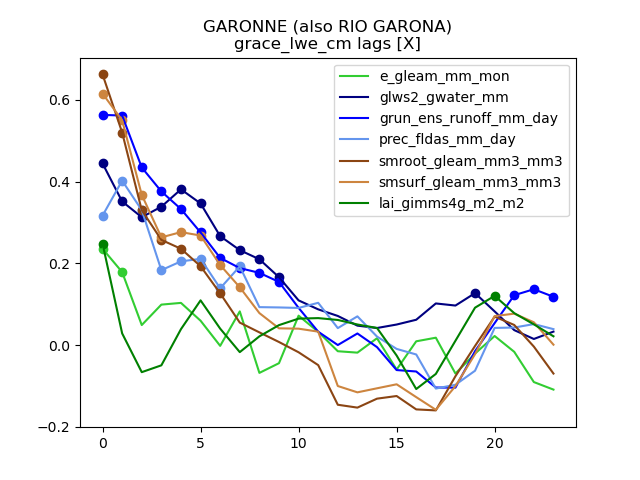 GARONNE (also RIO GARONA)
grace_lwe_cm lags [X]
e_gleam_mm_mon
glws2_gwater_mm
grun_ens_runoff_mm_day
prec_fldas_mm_day
smroot_gleam_mm3_mm3
smsurf_gleam_mm3_mm3
lai_gimms4g_m2_m2
0.6
0.4
0.2
0.0
−0.2
0 5 10 15 20